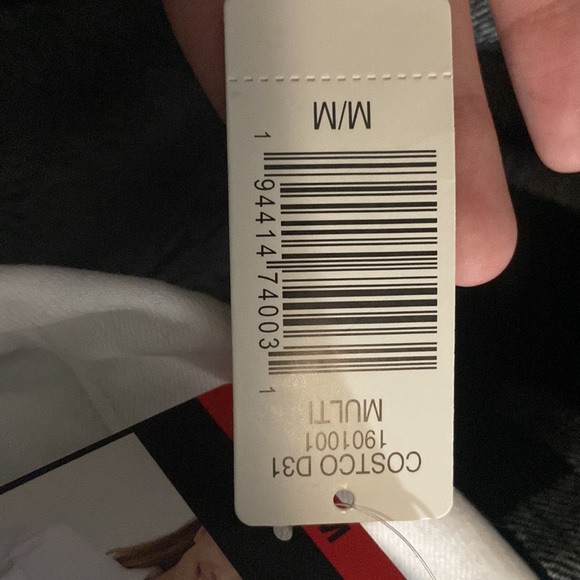 COSTCO D31
1901001
MULTI
1 94414 74003 1
M/M
M